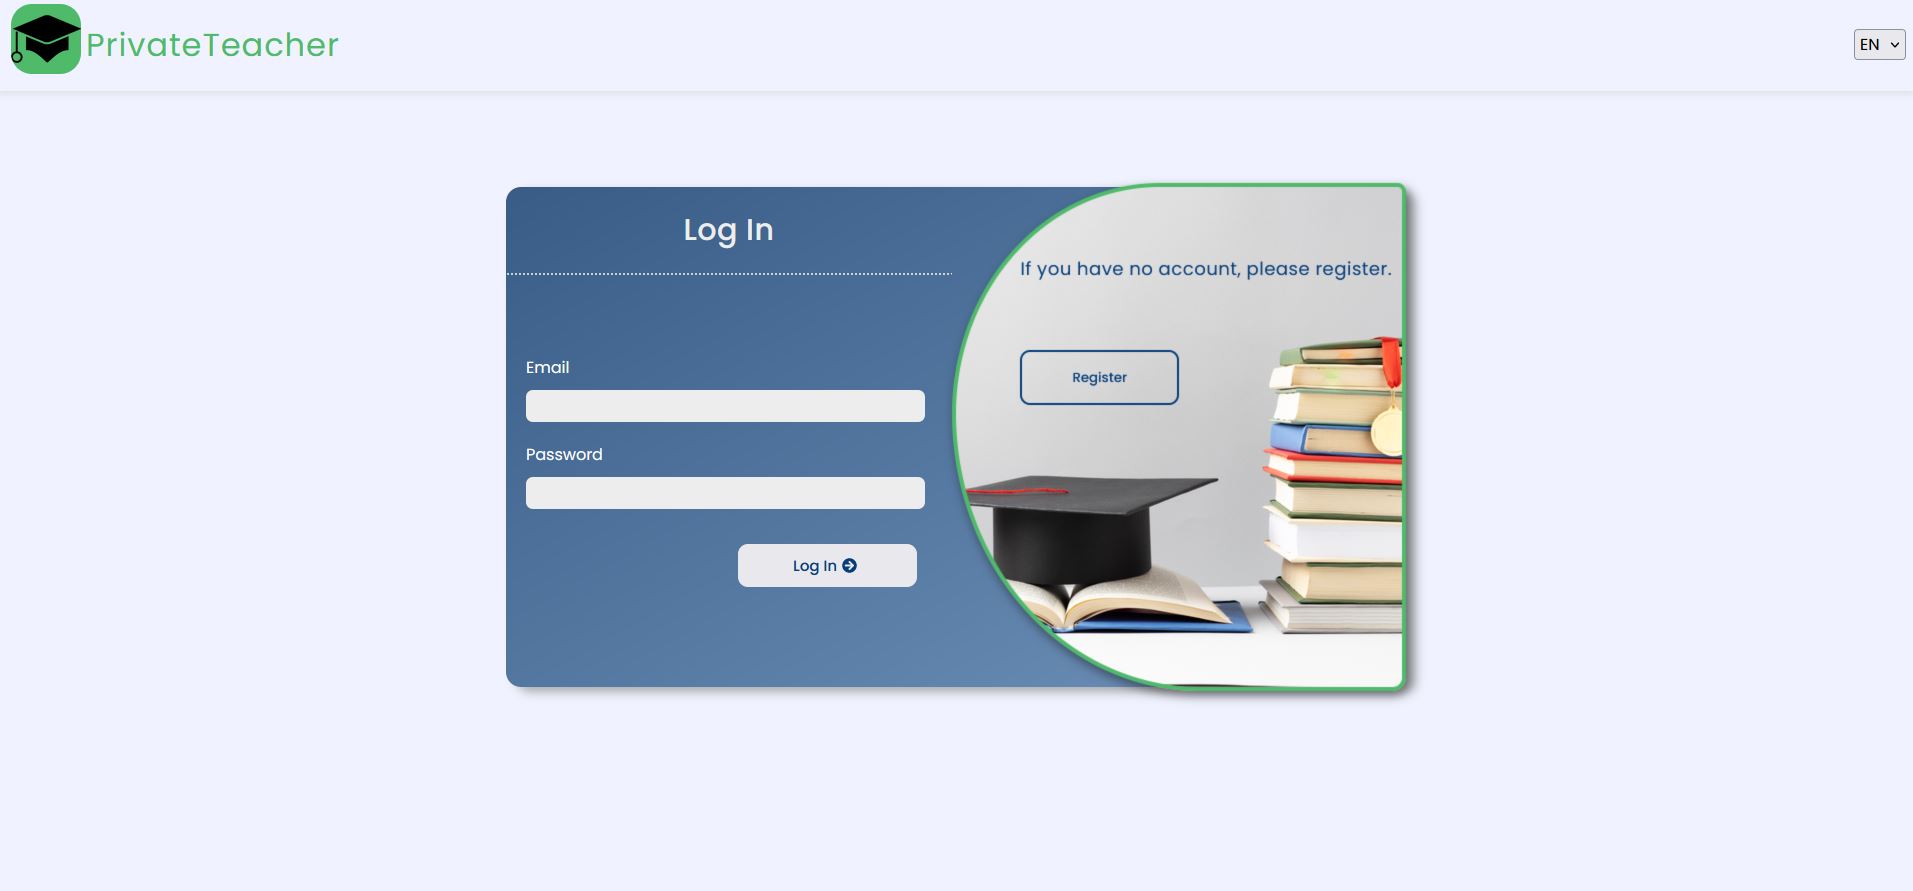 PrivateTeacher
EN
Log In
If you have no account, please register.
Email
Register
Password
Log In